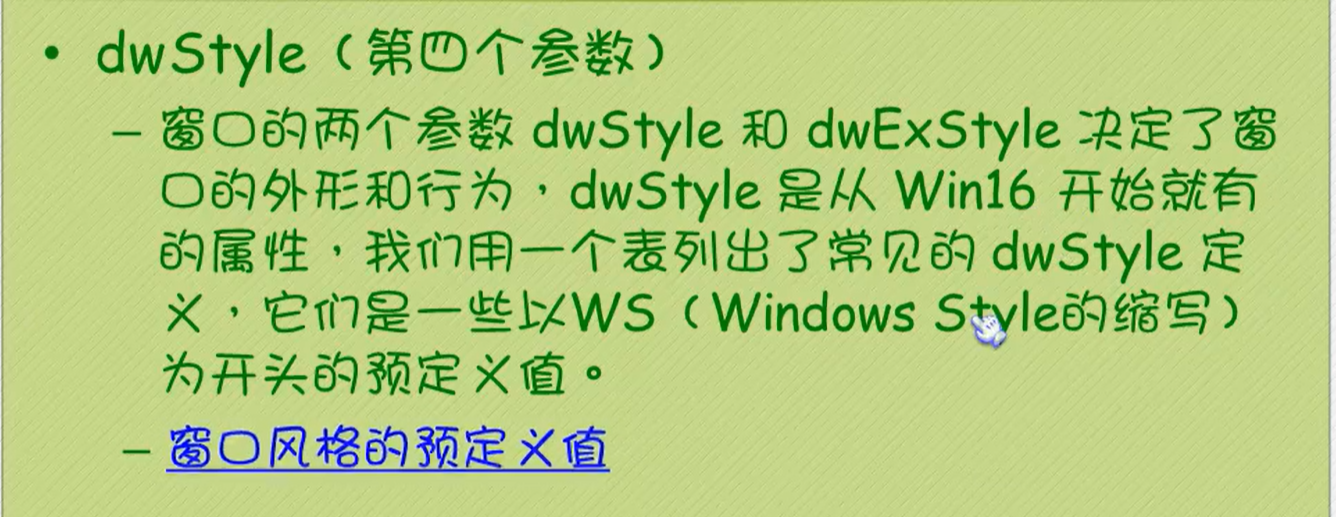 • dwStyle（第四个参数）
– 窗口的两个参数 dwStyle 和 dwExStyle 决定了窗
口的外形和行为，dwStyle 是从 Win16 开始就有
的属性，我们用一个表列出了常见的 dwStyle 定
义，它们是一些以WS（Windows Style的缩写）
为开头的预定义值。
– 窗口风格的预定义值